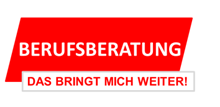 BERUFSBERATUNG
DAS BRINGT MICH WEITER!